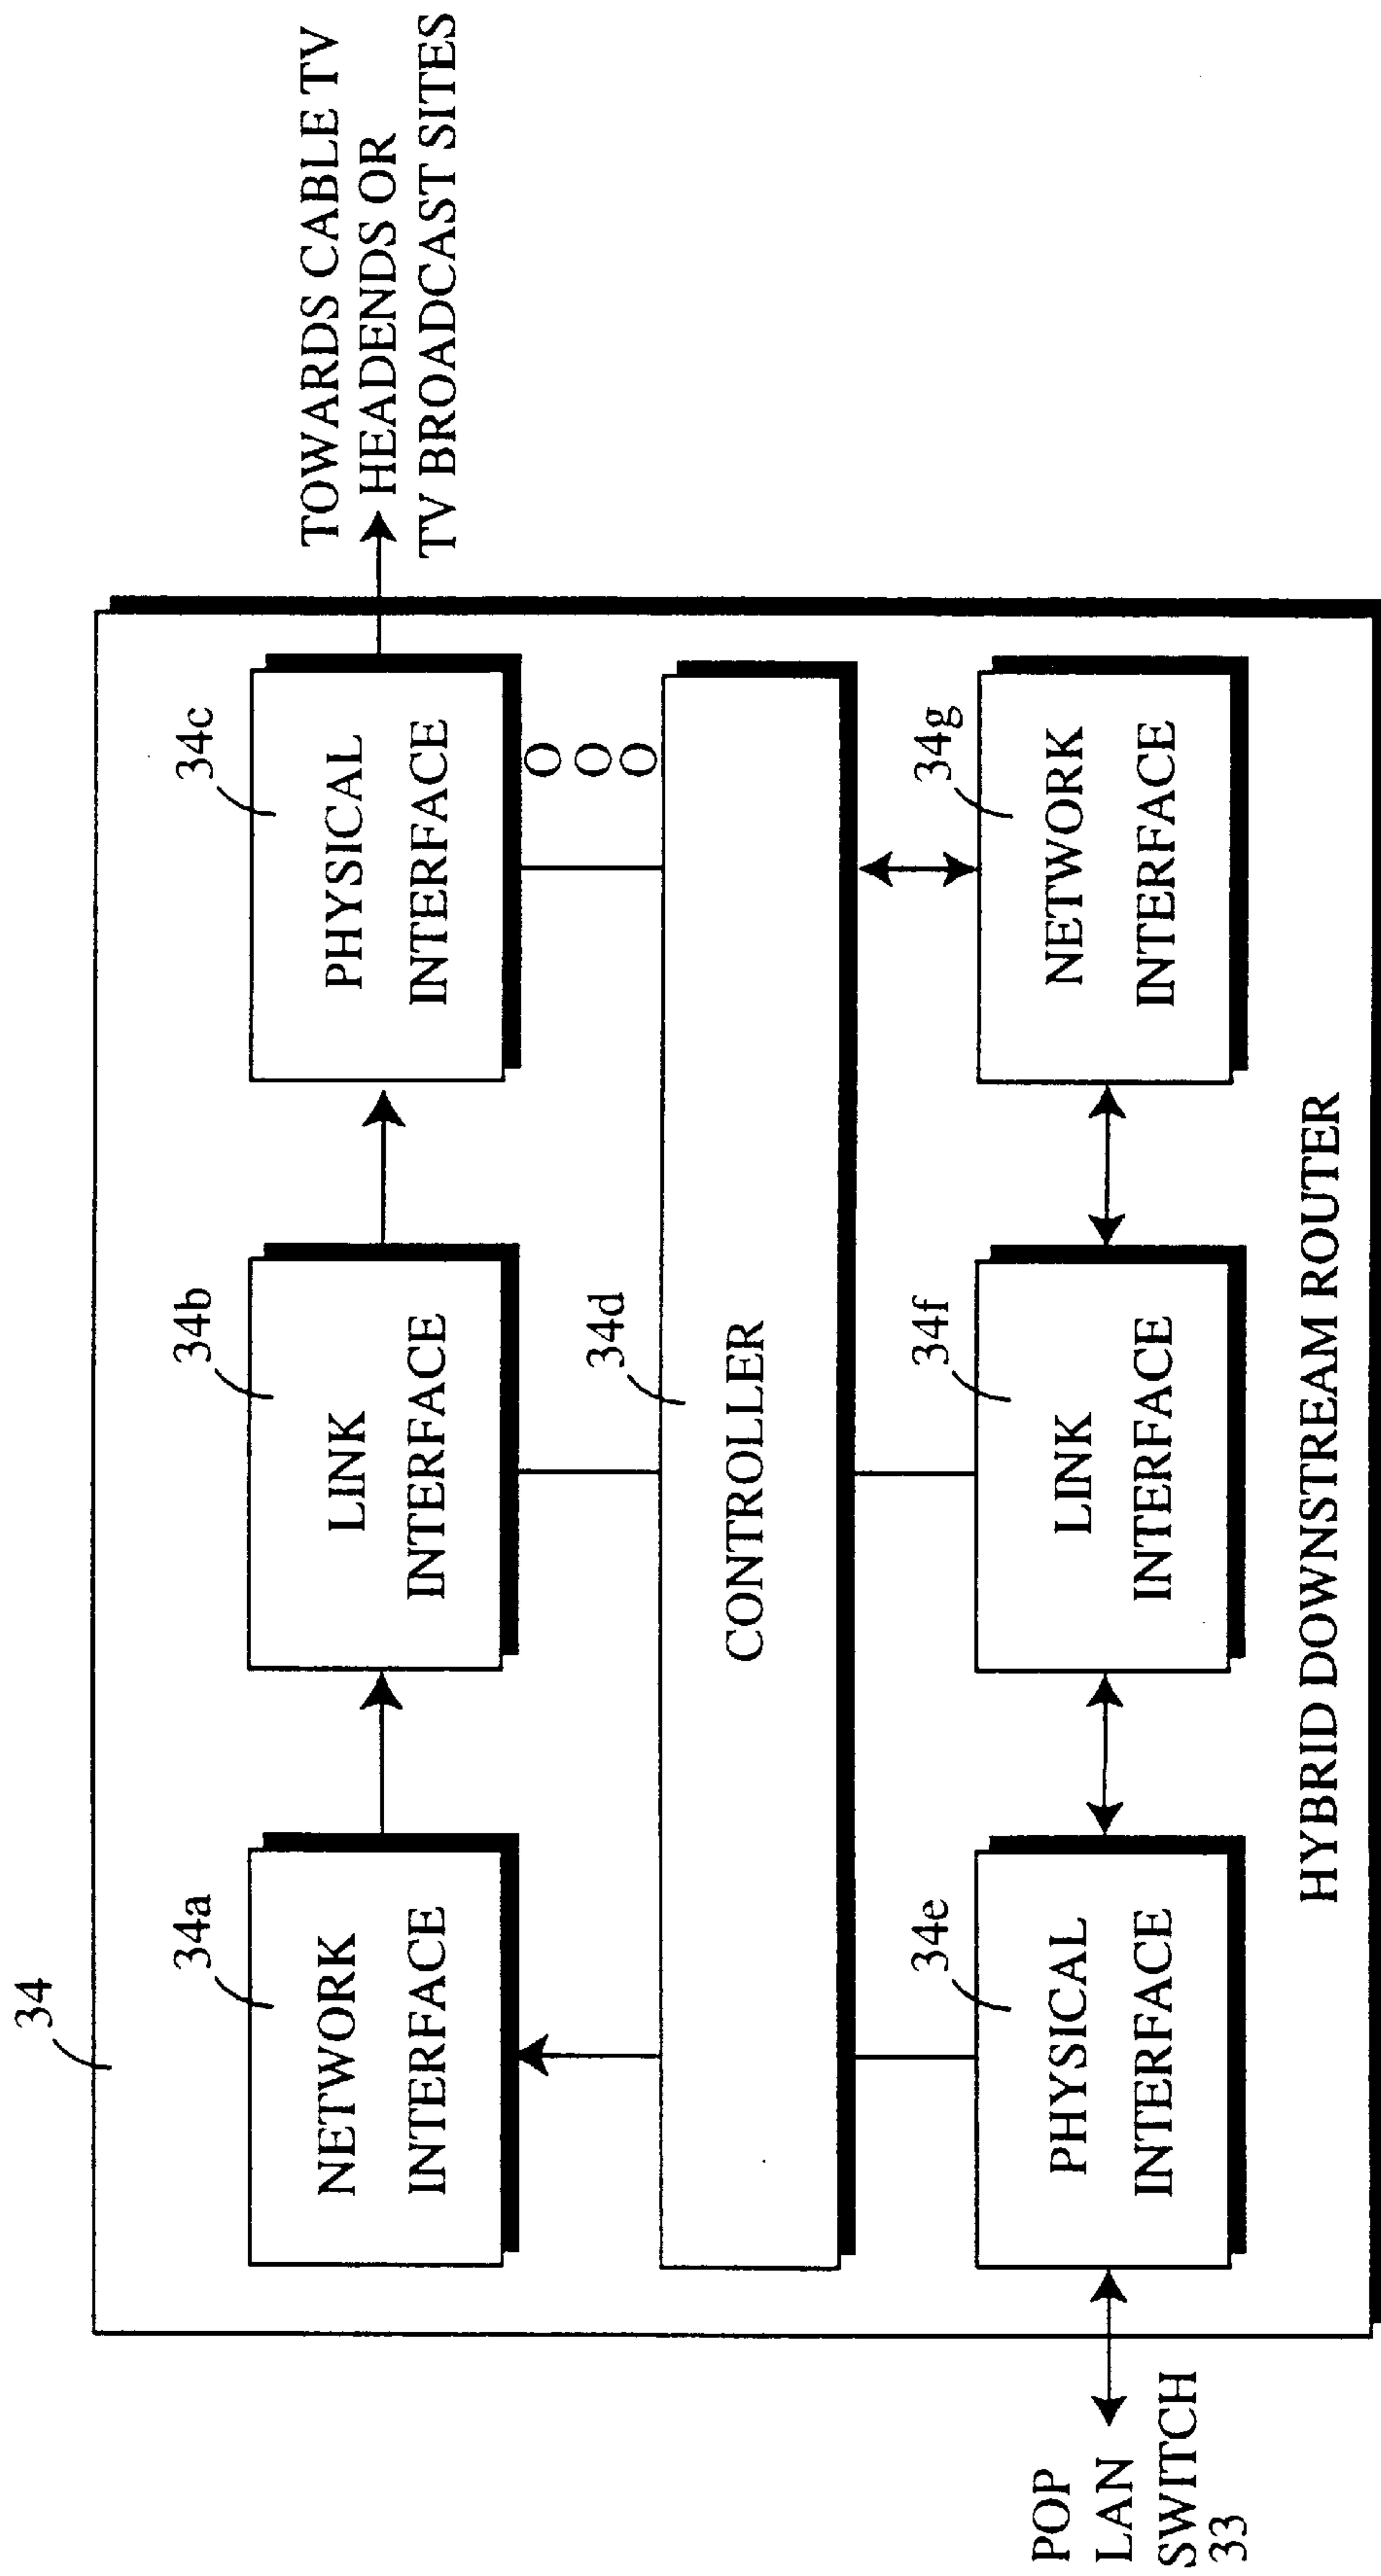 34
34a
NETWORK
INTERFACE
34b
LINK
INTERFACE
34c
PHYSICAL
INTERFACE
TOWARDS CABLE TV
HEADENDS OR
TV BROADCAST SITES
34d
CONTROLLER
34e
PHYSICAL
INTERFACE
34f
LINK
INTERFACE
34g
NETWORK
INTERFACE
POP
LAN
SWITCH
33
HYBRID DOWNSTREAM ROUTER